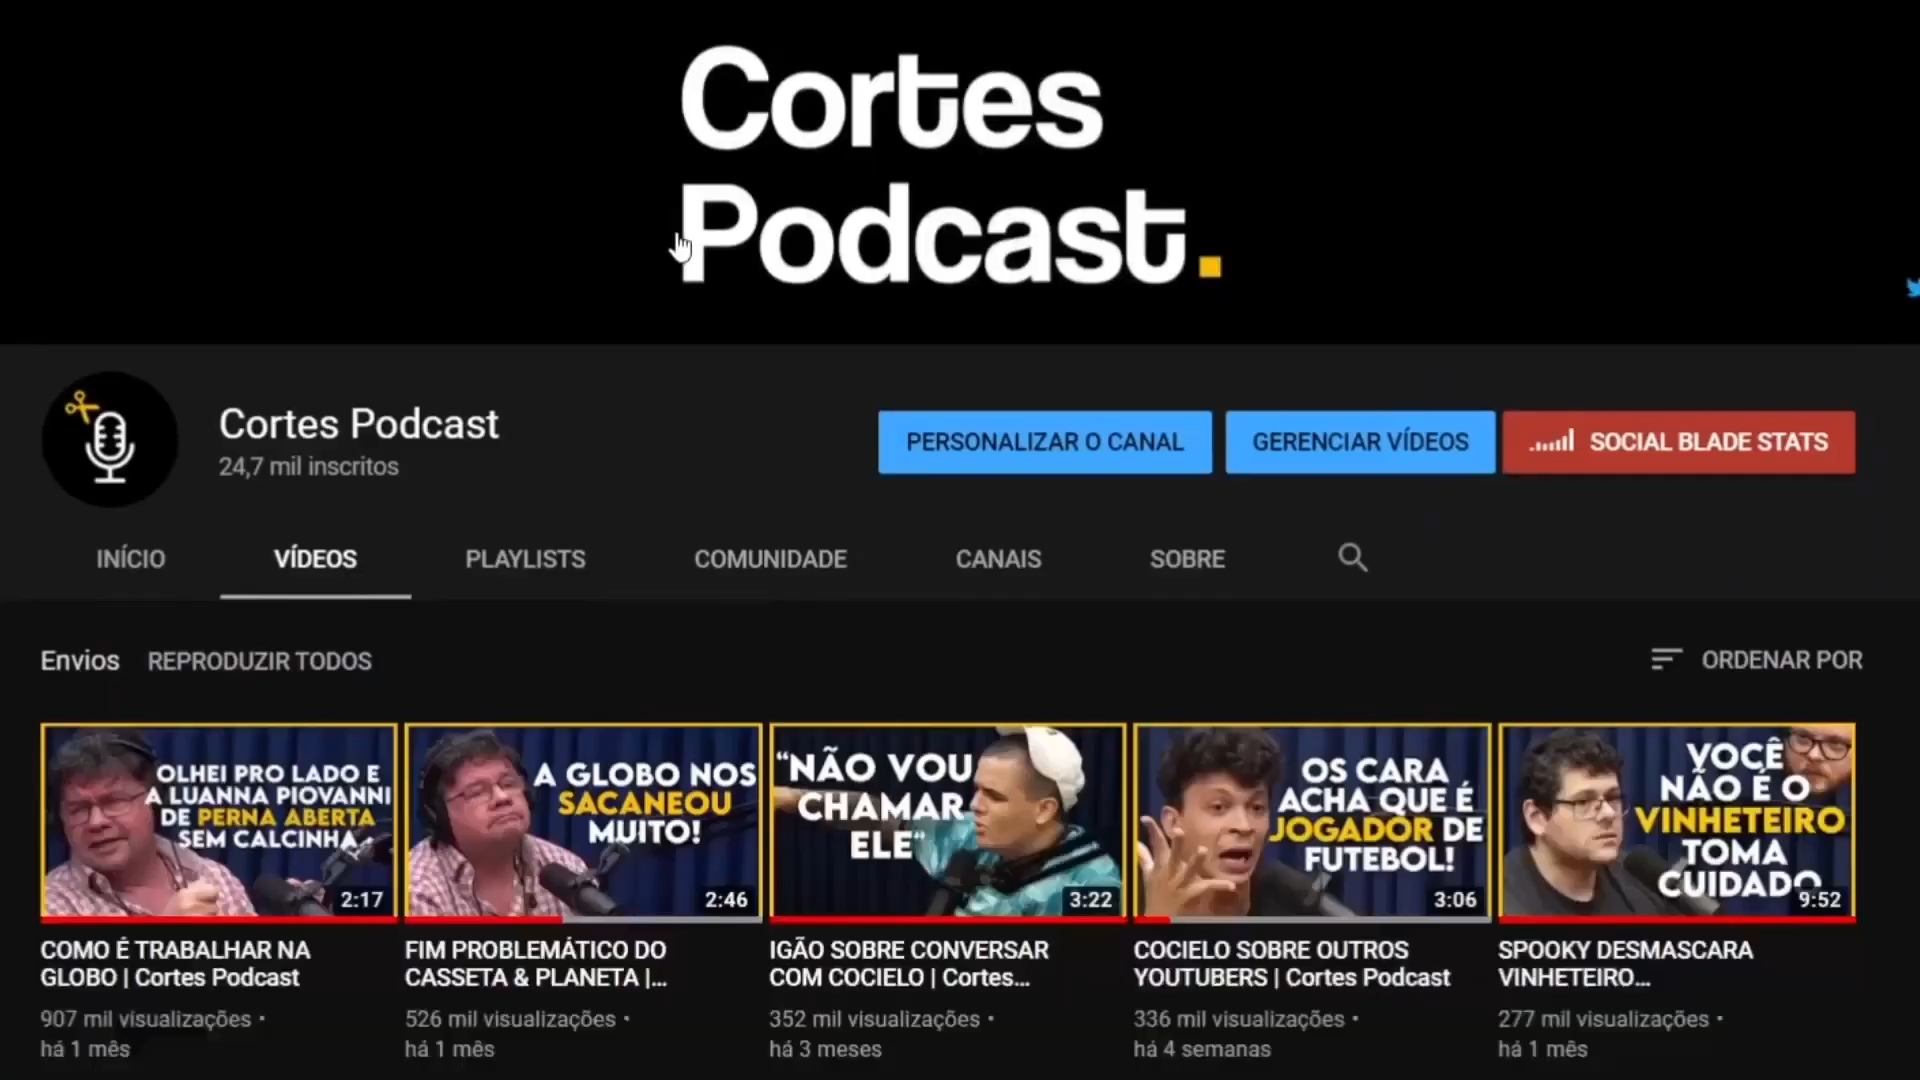 Cortes
Podcast.
Cortes Podcast
24,7 mil inscritos
PERSONALIZAR O CANAL
GERENCIAR VÍDEOS
SOCIAL BLADE STATS
INÍCIO
VÍDEOS
PLAYLISTS
COMUNIDADE
CANAIS
SOBRE
Envios
REPRODUZIR TODOS
ORDENAR POR
OLHEI PRO LADO E
A LUANNA PIOVANNI
DE PERNA ABERTA
SEM CALCINHA
2:17
A GLOBO NOS
SACANEOU
MUITO!
2:46
“NÃO VOU
CHAMAR
ELE“
3:22
OS CARA
ACHA QUE É
JOGADOR DE
FUTEBOL!
3:06
VOCÊ
NÃO É O
VINHETEIRO
TOMA
CUIDADO
9:52
COMO É TRABALHAR NA
GLOBO | Cortes Podcast
907 mil visualizações •
há 1 mês
FIM PROBLEMÁTICO DO
CASSETA & PLANETA |...
526 mil visualizações •
há 1 mês
IGÃO SOBRE CONVERSAR
COM COCIELO | Cortes...
352 mil visualizações •
há 3 meses
COCIELO SOBRE OUTROS
YOUTUBERS | Cortes Podcast
336 mil visualizações •
há 4 semanas
SPOOKY DESMASCARA
VINHETEIRO...
277 mil visualizações •
há 1 mês